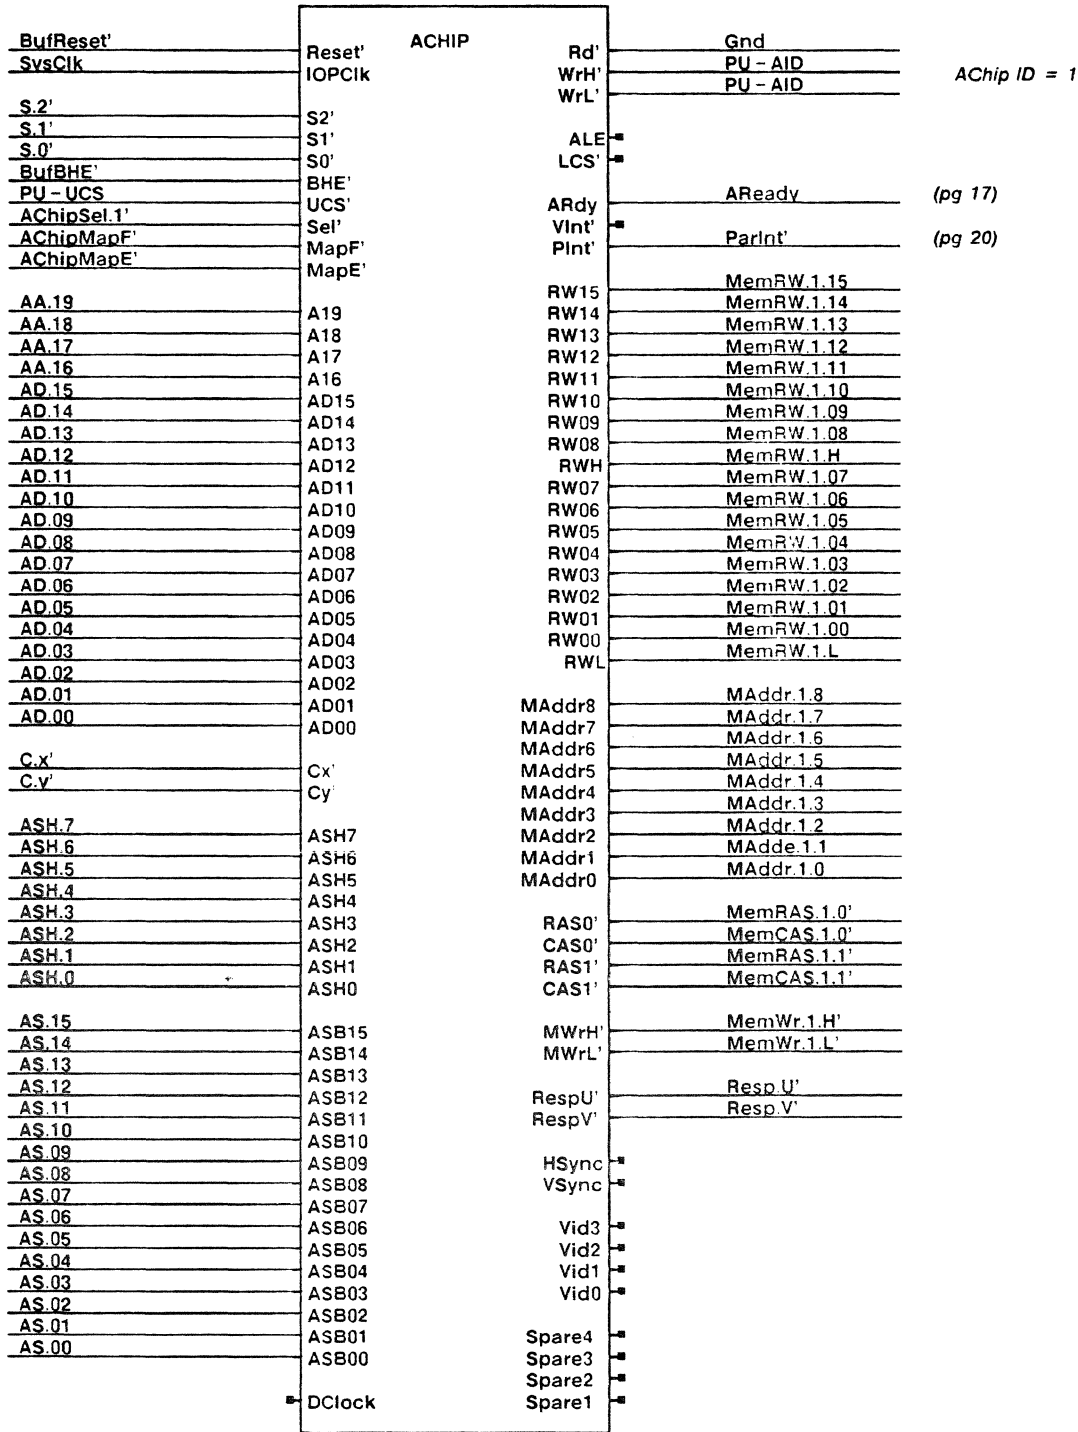 ACHIP
BufReset' Reset' Rd' Gnd
SysClk IOPClk WrH' PU - AID AChip ID = 1
WrL' PU - AID
S.2' S2'
S.1' S1' ALE
S.0' S0' LCS'
BufBHE' BHE'
PU - UCS UCS' ARdy AReady (pg 17)
AChipSel.1' Sel' VInt'
AChipMapF' MapF' PInt' ParInt' (pg 20)
AChipMapE' MapE'
RW15 MemRW.1.15
AA.19 A19 RW14 MemRW.1.14
AA.18 A18 RW13 MemRW.1.13
AA.17 A17 RW12 MemRW.1.12
AA.16 A16 RW11 MemRW.1.11
AD.15 AD15 RW10 MemRW.1.10
AD.14 AD14 RW09 MemRW.1.09
AD.13 AD13 RW08 MemRW.1.08
AD.12 AD12 RWH MemRW.1.H
AD.11 AD11 RW07 MemRW.1.07
AD.10 AD10 RW06 MemRW.1.06
AD.09 AD09 RW05 MemRW.1.05
AD.08 AD08 RW04 MemRW.1.04
AD.07 AD07 RW03 MemRW.1.03
AD.06 AD06 RW02 MemRW.1.02
AD.05 AD05 RW01 MemRW.1.01
AD.04 AD04 RW00 MemRW.1.00
AD.03 AD03 RWL MemRW.1.L
AD.02 AD02
AD.01 AD01 MAddr8 MAddr.1.8
AD.00 AD00 MAddr7 MAddr.1.7
MAddr6 MAddr.1.6
C.x' Cx' MAddr5 MAddr.1.5
C.y' Cy' MAddr4 MAddr.1.4
MAddr3 MAddr.1.3
ASH.7 ASH7 MAddr2 MAddr.1.2
ASH.6 ASH6 MAddr1 MAdde.1.1
ASH.5 ASH5 MAddr0 MAddr.1.0
ASH.4 ASH4
ASH.3 ASH3 RAS0' MemRAS.1.0'
ASH.2 ASH2 CAS0' MemCAS.1.0'
ASH.1 ASH1 RAS1' MemRAS.1.1'
ASH.0 ASH0 CAS1' MemCAS.1.1'
AS.15 ASB15 MWrH' MemWr.1.H'
AS.14 ASB14 MWrL' MemWr.1.L'
AS.13 ASB13
AS.12 ASB12 RespU' Resp.U'
AS.11 ASB11 RespV' Resp.V'
AS.10 ASB10
AS.09 ASB09 HSync
AS.08 ASB08 VSync
AS.07 ASB07
AS.06 ASB06 Vid3
AS.05 ASB05 Vid2
AS.04 ASB04 Vid1
AS.03 ASB03 Vid0
AS.02 ASB02
AS.01 ASB01 Spare4
AS.00 ASB00 Spare3
Spare2
DClock Spare1